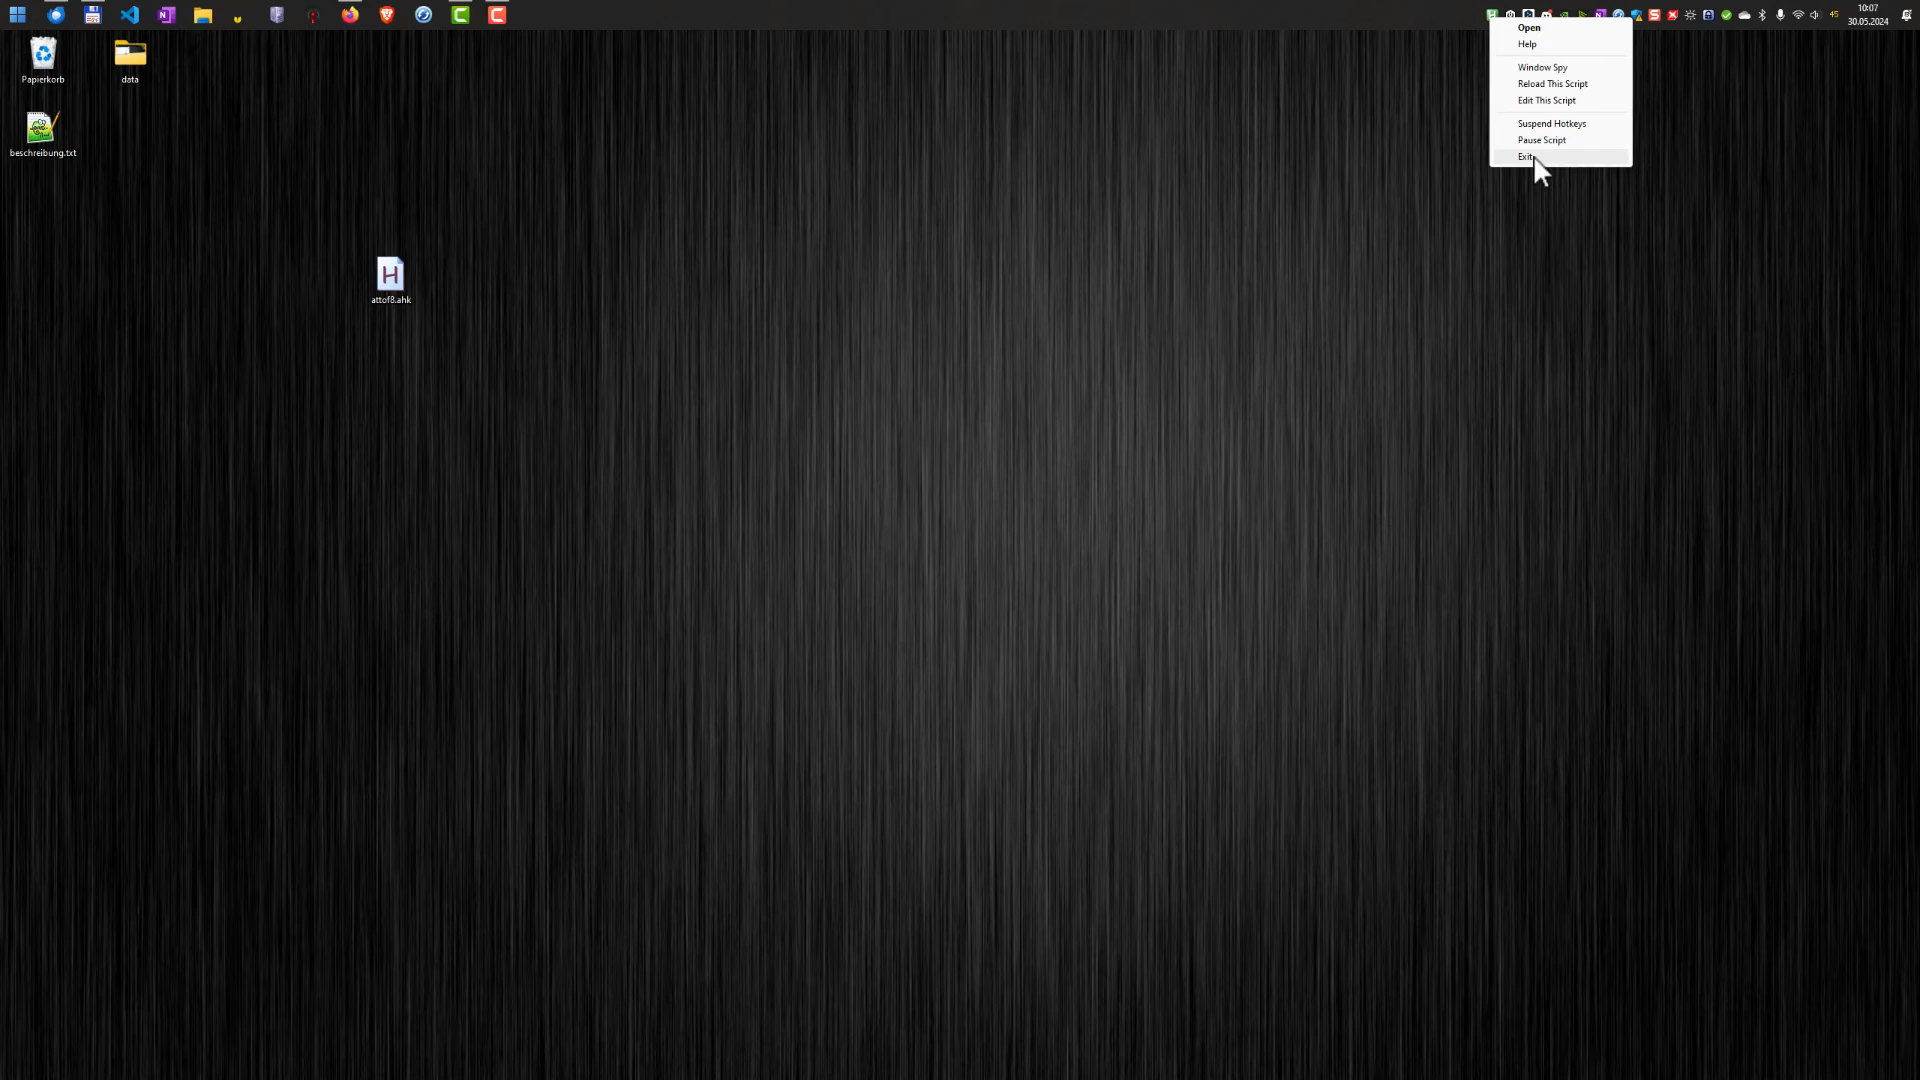 10:07
30.05.2024
45
Open
Help
Window Spy
Reload This Script
Edit This Script
Suspend Hotkeys
Pause Script
Exit
Papierkorb
data
beschreibung.txt
H
attof8.ahk